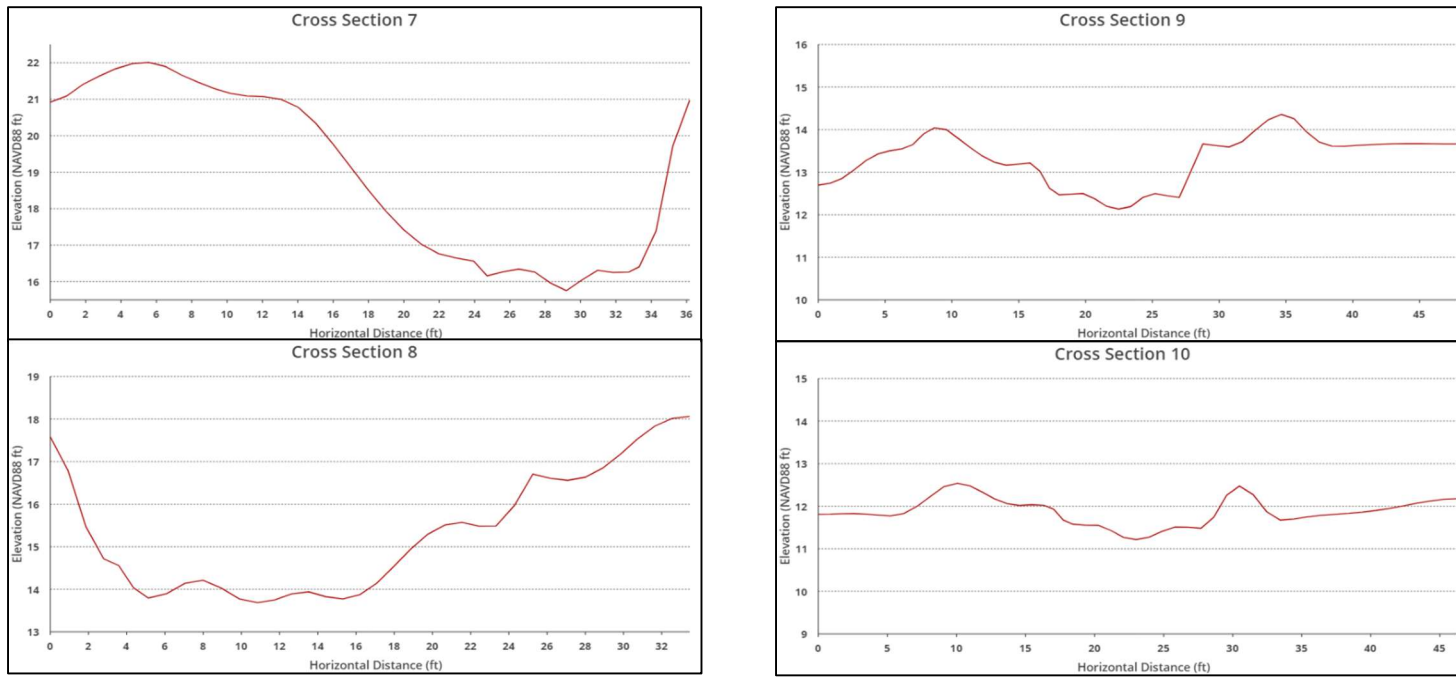 Cross Section 7
Elevation (NAVD88 ft)
22
21
20
19
18
17
16
0 2 4 6 8 10 12 14 16 18 20 22 24 26 28 30 32 34 36
Horizontal Distance (ft)
Cross Section 8
Elevation (NAVD88 ft)
19
18
17
16
15
14
13
0 2 4 6 8 10 12 14 16 18 20 22 24 26 28 30 32
Horizontal Distance (ft)
Cross Section 9
Elevation (NAVD88 ft)
16
15
14
13
12
11
10
0 5 10 15 20 25 30 35 40 45
Horizontal Distance (ft)
Cross Section 10
Elevation (NAVD88 ft)
15
14
13
12
11
10
9
0 5 10 15 20 25 30 35 40 45
Horizontal Distance (ft)